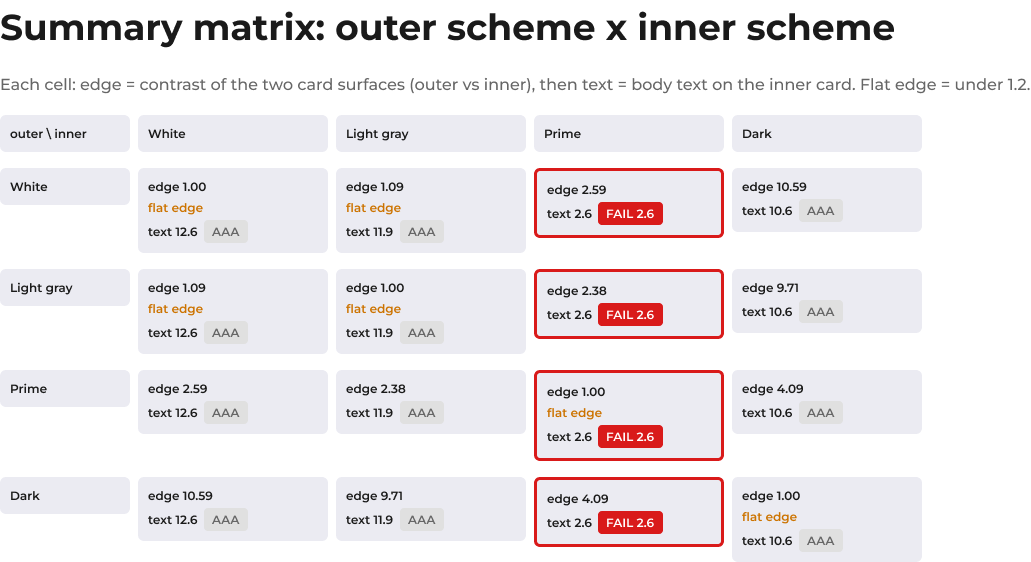 Summary matrix: outer scheme x inner scheme
Each cell: edge = contrast of the two card surfaces (outer vs inner), then text = body text on the inner card. Flat edge = under 1.2.
outer \ inner
White
Light gray
Prime
Dark
White
edge 1.00
flat edge
text 12.6 AAA
edge 1.09
flat edge
text 11.9 AAA
edge 2.59
text 2.6 FAIL 2.6
edge 10.59
text 10.6 AAA
Light gray
edge 1.09
flat edge
text 12.6 AAA
edge 1.00
flat edge
text 11.9 AAA
edge 2.38
text 2.6 FAIL 2.6
edge 9.71
text 10.6 AAA
Prime
edge 2.59
text 12.6 AAA
edge 2.38
text 11.9 AAA
edge 1.00
flat edge
text 2.6 FAIL 2.6
edge 4.09
text 10.6 AAA
Dark
edge 10.59
text 12.6 AAA
edge 9.71
text 11.9 AAA
edge 4.09
text 2.6 FAIL 2.6
edge 1.00
flat edge
text 10.6 AAA